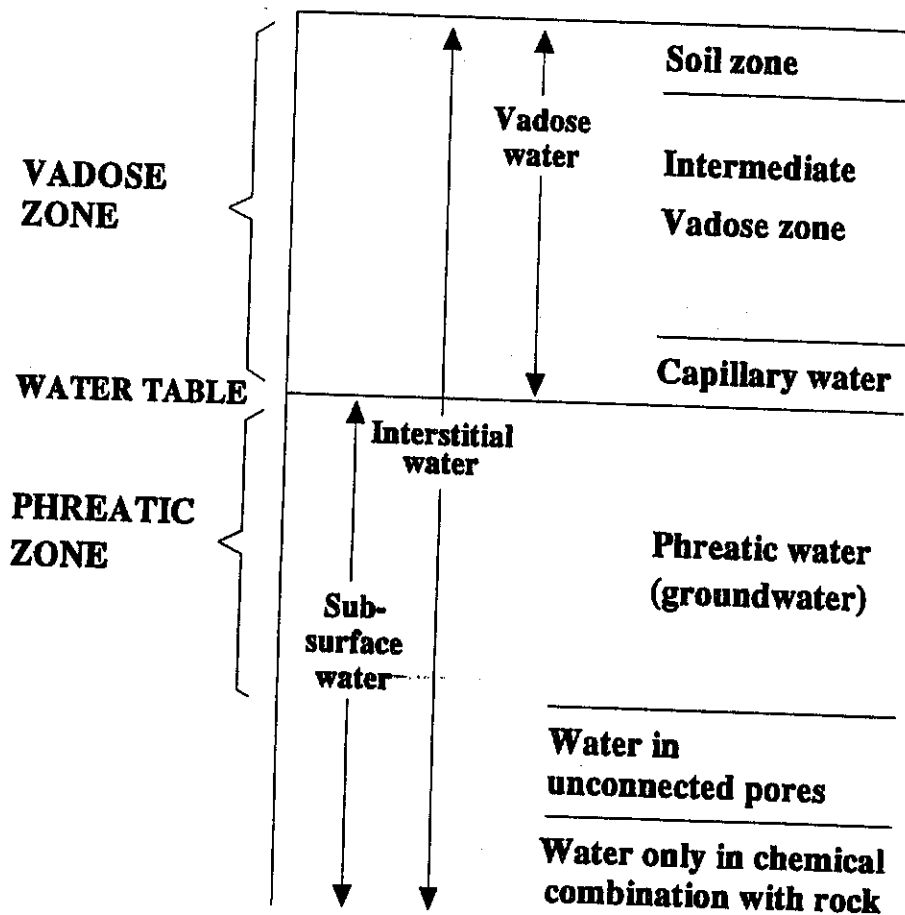 Soil zone
Vadose
water
VADOSE
ZONE
Intermediate
Vadose zone
WATER TABLE
Capillary water
Interstitial
water
PHREATIC
ZONE
Phreatic water
(groundwater)
Sub-
surface
water
Water in
unconnected pores
Water only in chemical
combination with rock